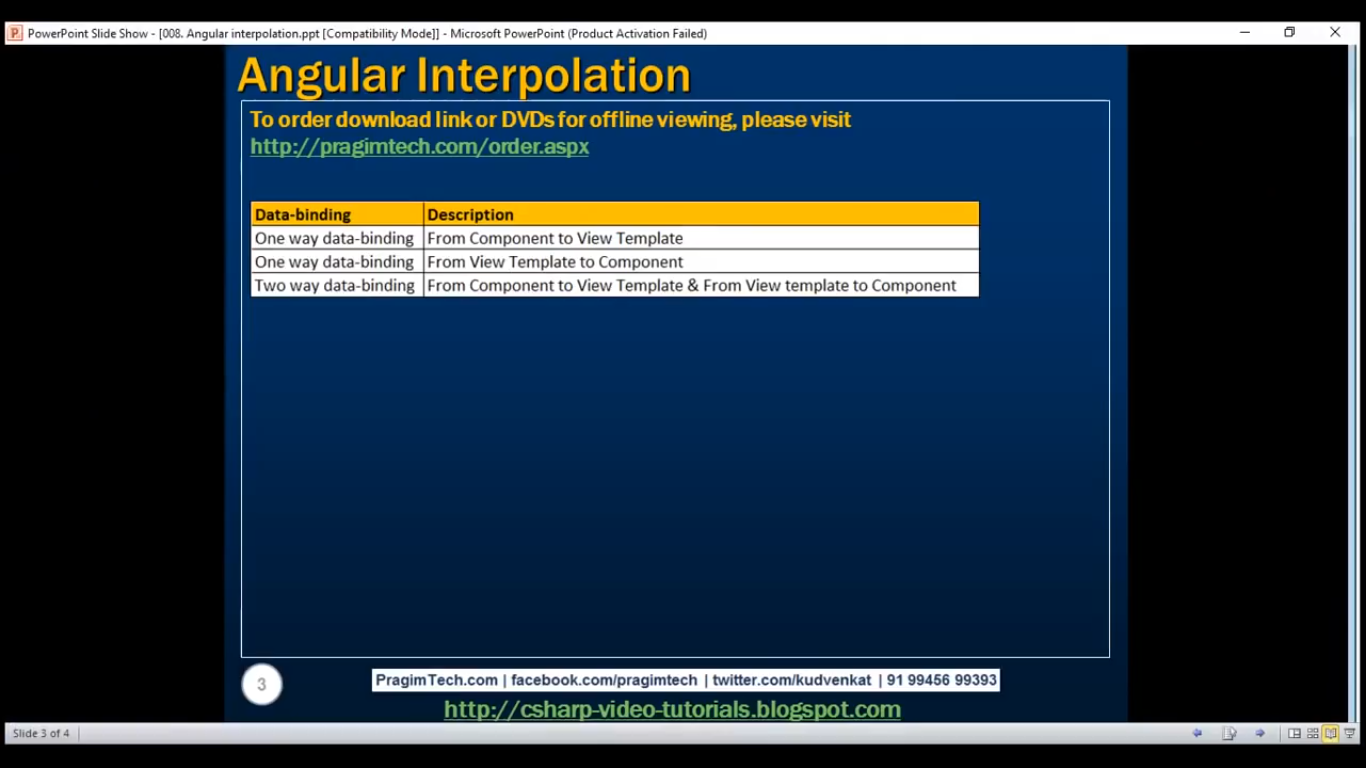 PowerPoint Slide Show - [008. Angular interpolation.ppt [Compatibility Mode]] - Microsoft PowerPoint (Product Activation Failed)
Angular Interpolation
To order download link or DVDs for offline viewing, please visit
http://pragimtech.com/order.aspx
Data-binding Description
One way data-binding From Component to View Template
One way data-binding From View Template to Component
Two way data-binding From Component to View Template & From View template to Component
3
PragimTech.com | facebook.com/pragimtech | twitter.com/kudvenkat | 91 99456 99393
http://csharp-video-tutorials.blogspot.com
Slide 3 of 4